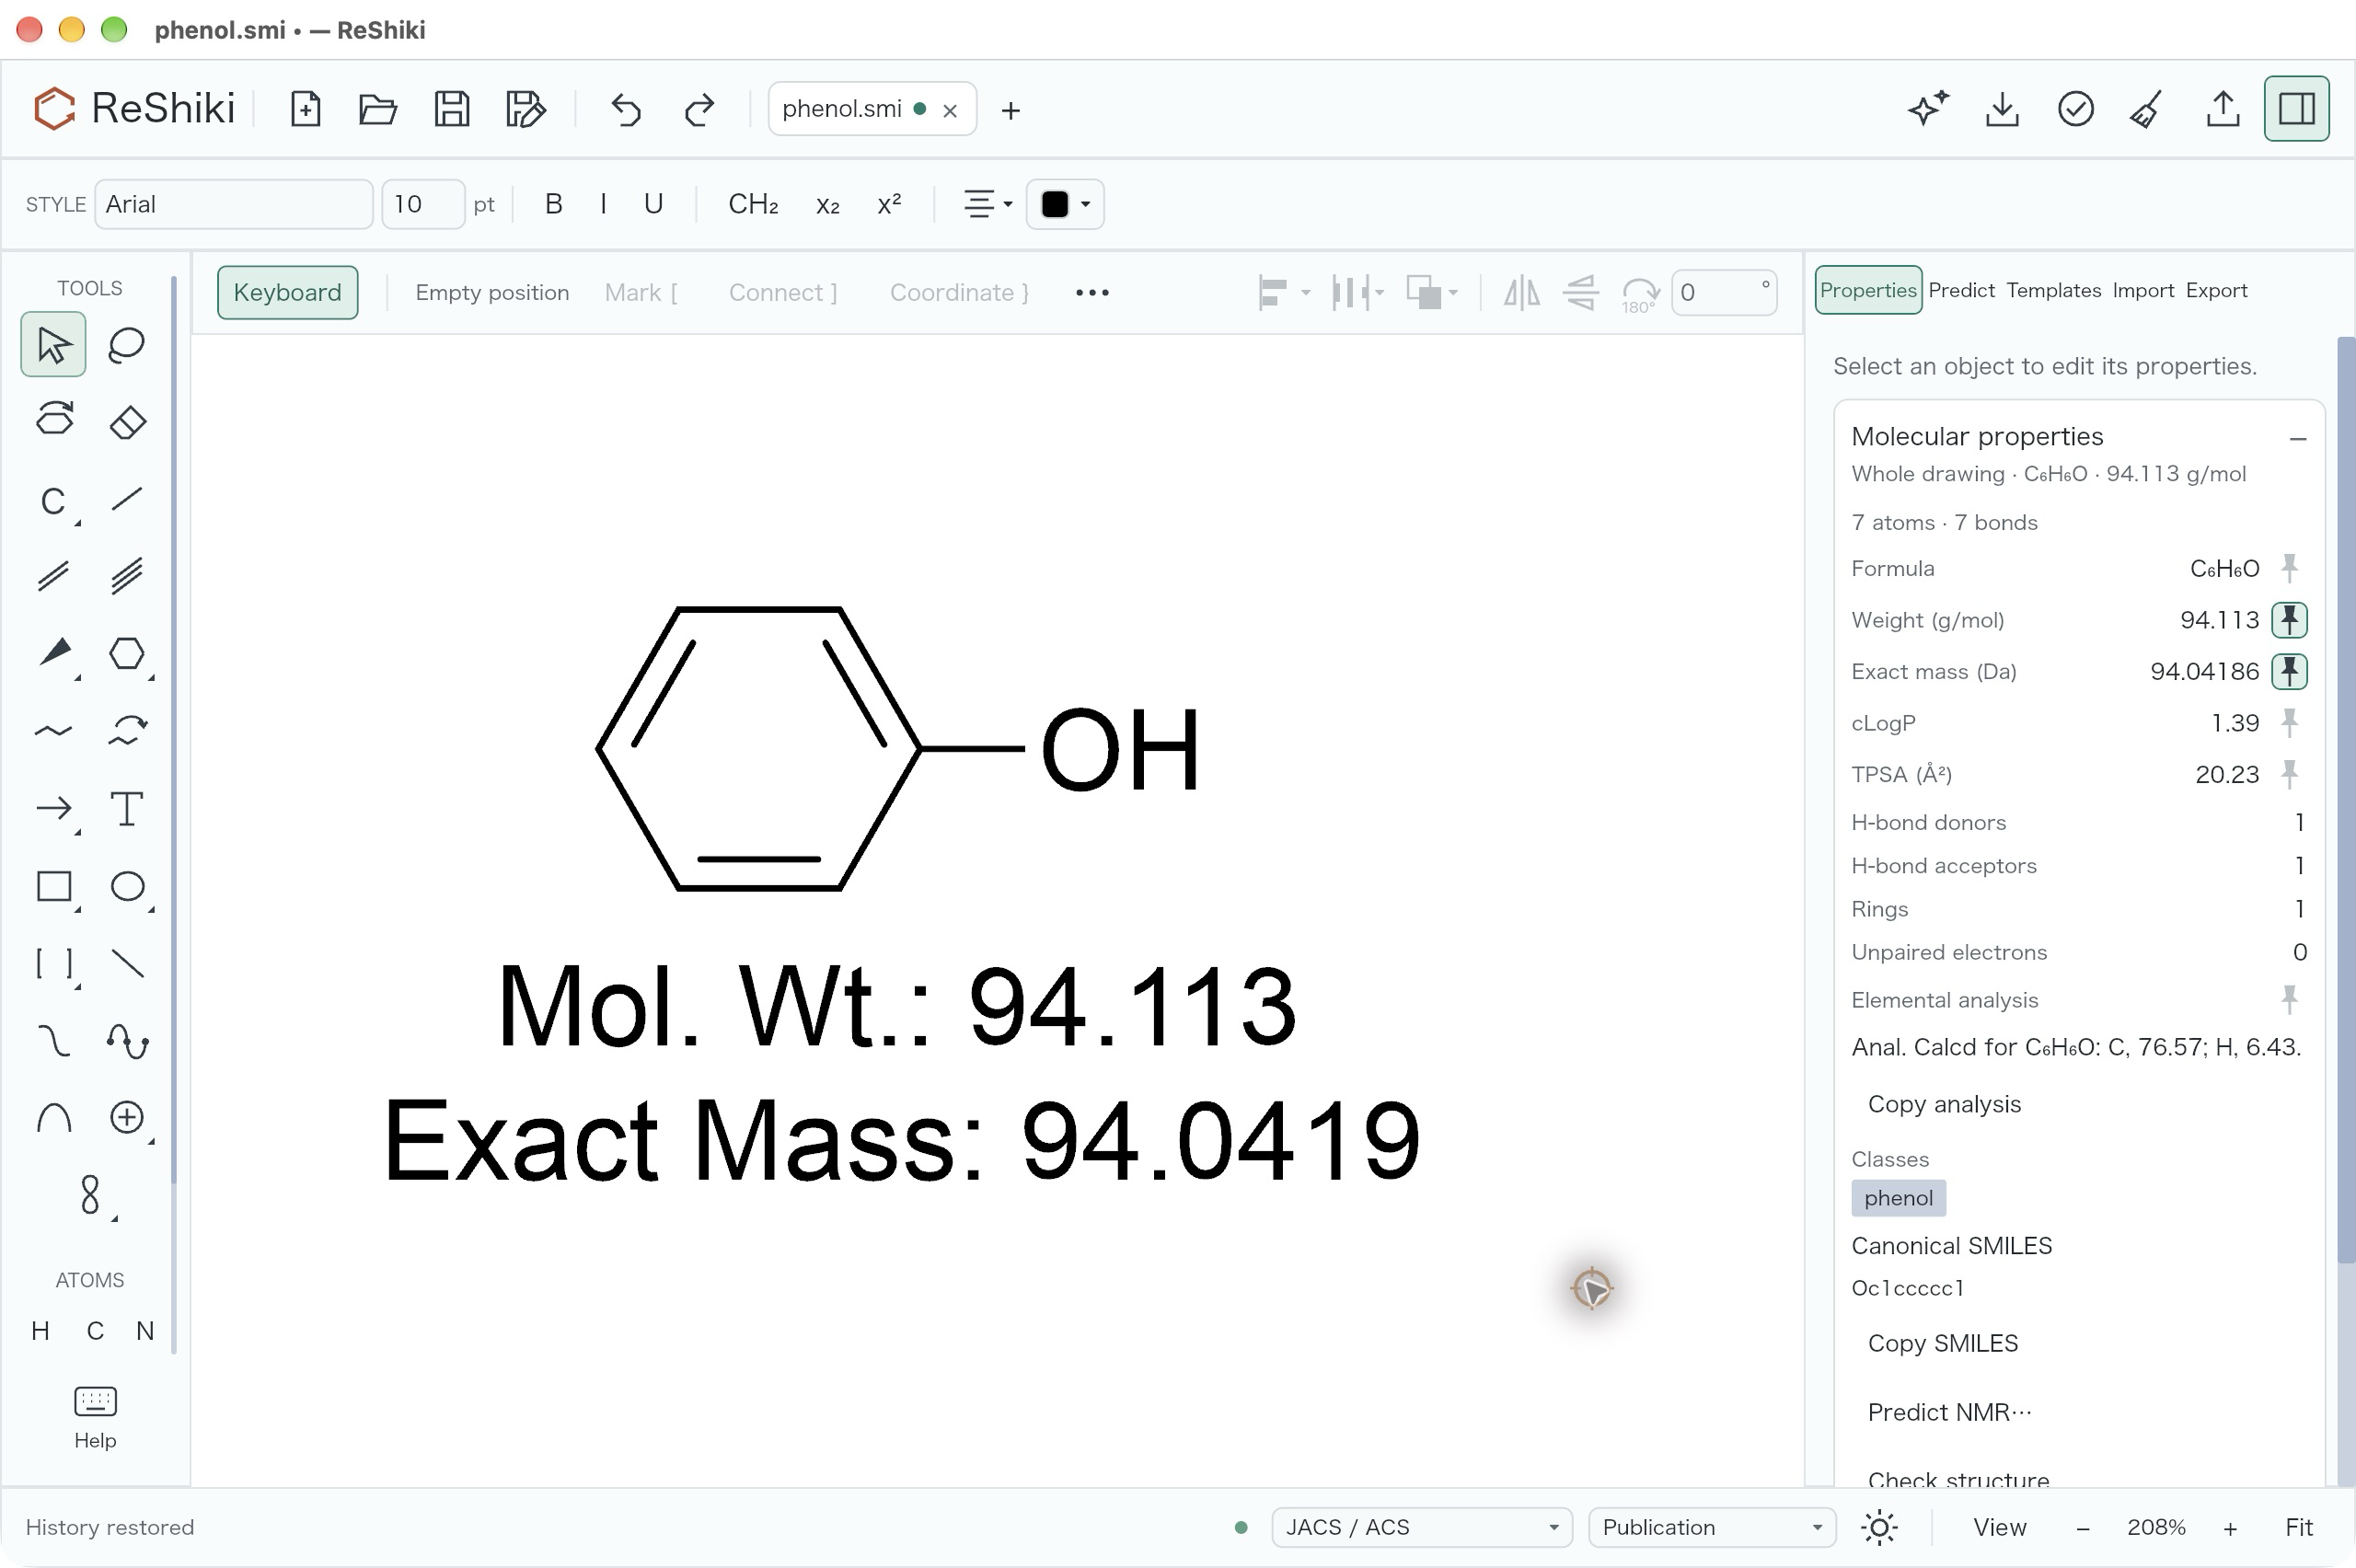 phenol.smi • — ReShiki
ReShiki
phenol.smi ● × +
STYLE Arial 10 pt B I U CH₂ x₂ x²
TOOLS
Keyboard Empty position Mark [ Connect ] Coordinate } ••• 180° 0 °
Properties Predict Templates Import Export
Select an object to edit its properties.
Molecular properties –
Whole drawing · C₆H₆O · 94.113 g/mol
7 atoms · 7 bonds
Formula C₆H₆O
Weight (g/mol) 94.113
Exact mass (Da) 94.04186
cLogP 1.39
TPSA (Å²) 20.23
H-bond donors 1
H-bond acceptors 1
Rings 1
Unpaired electrons 0
Elemental analysis
Anal. Calcd for C₆H₆O: C, 76.57; H, 6.43.
Copy analysis
Classes
phenol
Canonical SMILES
Oc1ccccc1
Copy SMILES
Predict NMR…
Check structure
C
T
[ ]
ATOMS
H C N
Help
OH
Mol. Wt.: 94.113
Exact Mass: 94.0419
History restored
JACS / ACS Publication View − 208% + Fit